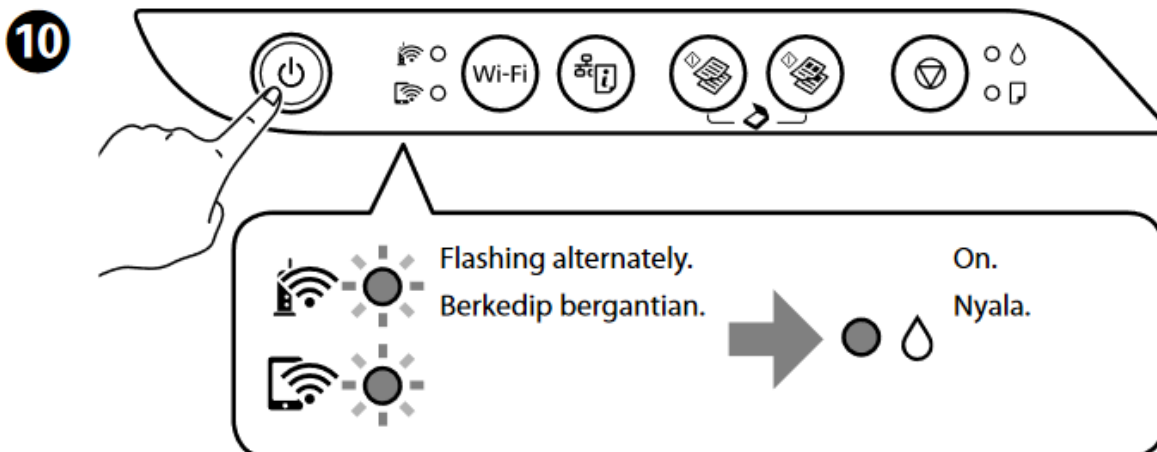 10
Wi-Fi
i
Flashing alternately.
Berkedip bergantian.
On.
Nyala.